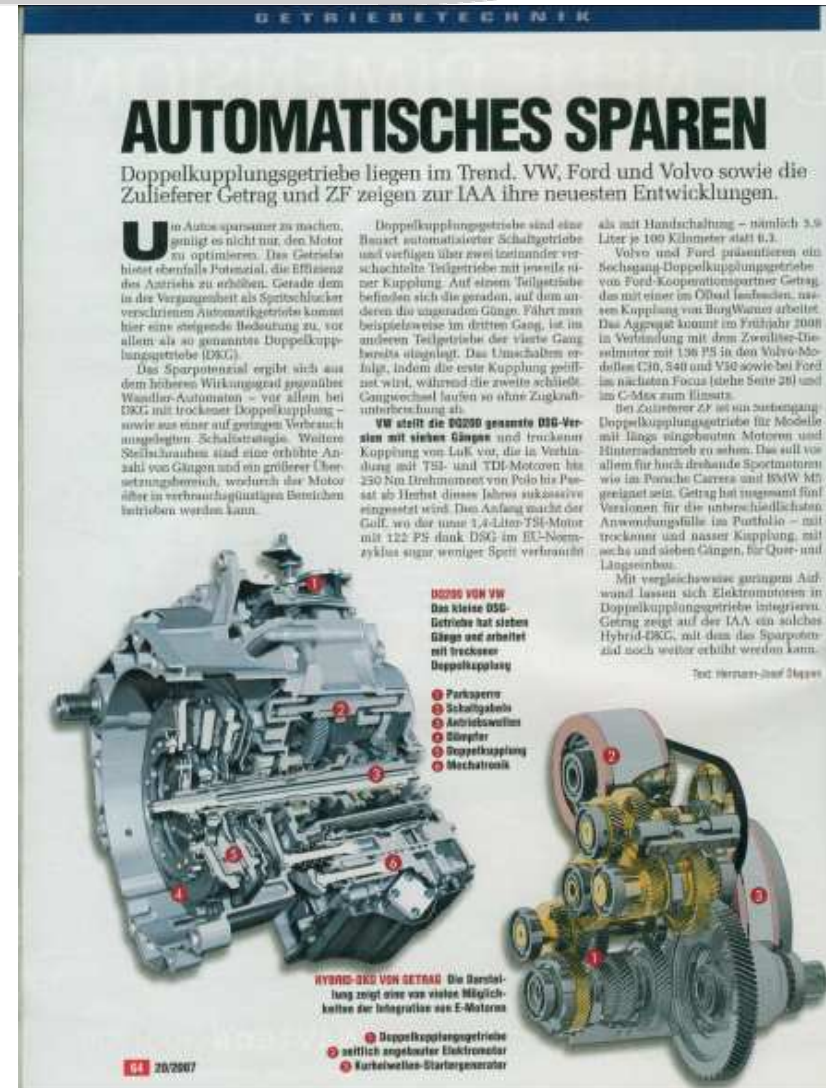 GETRIEBETECHNIK
AUTOMATISCHES SPAREN
Doppelkupplungsgetriebe liegen im Trend. VW, Ford und Volvo sowie die
Zulieferer Getrag und ZF zeigen zur IAA ihre neuesten Entwicklungen.
Um Autos sparsamer zu machen,
genügt es nicht nur, den Motor
zu optimieren. Das Getriebe
bietet ebenfalls Potenzial, die Effizienz
des Antriebs zu erhöhen. Gerade dem
in der Vergangenheit als Spritschlucker
verschrienen Automatikgetriebe kommt
hier eine steigende Bedeutung zu, vor
allem als so genanntes Doppelkupp-
lungsgetriebe (DKG).
Das Sparpotenzial ergibt sich aus
dem höheren Wirkungsgrad gegenüber
Wandler-Automaten – vor allem bei
DKG mit trockener Doppelkupplung –
sowie aus einer auf geringen Verbrauch
ausgelegten Schaltstrategie. Weitere
Stellschrauben sind eine erhöhte An-
zahl von Gängen und ein größerer Über-
setzungsbereich, wodurch der Motor
öfter in verbrauchsgünstigen Bereichen
betrieben werden kann.
Doppelkupplungsgetriebe sind eine
Bauart automatisierter Schaltgetriebe
und verfügen über zwei ineinander ver-
schachtelte Teilgetriebe mit jeweils ei-
ner Kupplung. Auf einem Teilgetriebe
befinden sich die geraden, auf dem an-
deren die ungeraden Gänge. Fährt man
beispielsweise im dritten Gang, ist im
anderen Teilgetriebe der vierte Gang
bereits eingelegt. Das Umschalten er-
folgt, indem die erste Kupplung geöff-
net wird, während die zweite schließt.
Gangwechsel laufen so ohne Zugkraft-
unterbrechung ab.
VW stellt die DQ200 genannte DSG-Ver-
sion mit sieben Gängen und trockener
Kupplung von LuK vor, die in Verbin-
dung mit TSI- und TDI-Motoren bis
250 Nm Drehmoment von Polo bis Pas-
sat ab Herbst dieses Jahres sukzessive
eingesetzt wird. Den Anfang macht der
Golf, wo der neue 1,4-Liter-TSI-Motor
mit 122 PS dank DSG im EU-Norm-
zyklus sogar weniger Sprit verbraucht
als mit Handschaltung – nämlich 5.9
Liter je 100 Kilometer statt 6.3.
Volvo und Ford präsentieren ein
Sechsgang-Doppelkupplungsgetriebe
von Ford-Kooperationspartner Getrag,
das mit einer im Ölbad laufenden, nas-
sen Kupplung von BorgWarner arbeitet.
Das Aggregat kommt im Frühjahr 2008
in Verbindung mit dem Zweiliter-Die-
selmotor mit 136 PS in den Volvo-Mo-
dellen C30, S40 und V50 sowie bei Ford
im nächsten Focus (siehe Seite 26) und
im C-Max zum Einsatz.
Bei Zulieferer ZF ist ein Siebengang-
Doppelkupplungsgetriebe für Modelle
mit längs eingebauten Motoren und
Hinterradantrieb zu sehen. Das soll vor
allem für hoch drehende Sportmotoren
wie im Porsche Carrera und BMW M5
geeignet sein. Getrag hat insgesamt fünf
Versionen für die unterschiedlichsten
Anwendungsfälle im Portfolio – mit
trockener und nasser Kupplung, mit
sechs und sieben Gängen, für Quer- und
Längseinbau.
Mit vergleichsweise geringem Auf-
wand lassen sich Elektromotoren in
Doppelkupplungsgetriebe integrieren.
Getrag zeigt auf der IAA ein solches
Hybrid-DKG, mit dem das Sparpoten-
zial noch weiter erhöht werden kann.
Text: Hermann-Josef
DQ200 VON VW
Das kleine DSG-
Getriebe hat sieben
Gänge und arbeitet
mit trockener
Doppelkupplung
1 Parksperre
2 Schaltgabeln
3 Antriebswellen
4 Dämpfer
5 Doppelkupplung
6 Mechatronik
1
2
3
5
4
6
2
3
1
HYBRID-DKG VON GETRAG Die Darstel-
lung zeigt eine von vielen Möglich-
keiten der Integration von E-Motoren
1 Doppelkupplungsgetriebe
2 seitlich angebauter Elektromotor
3 Kurbelwellen-Startergenerator
64 20/2007